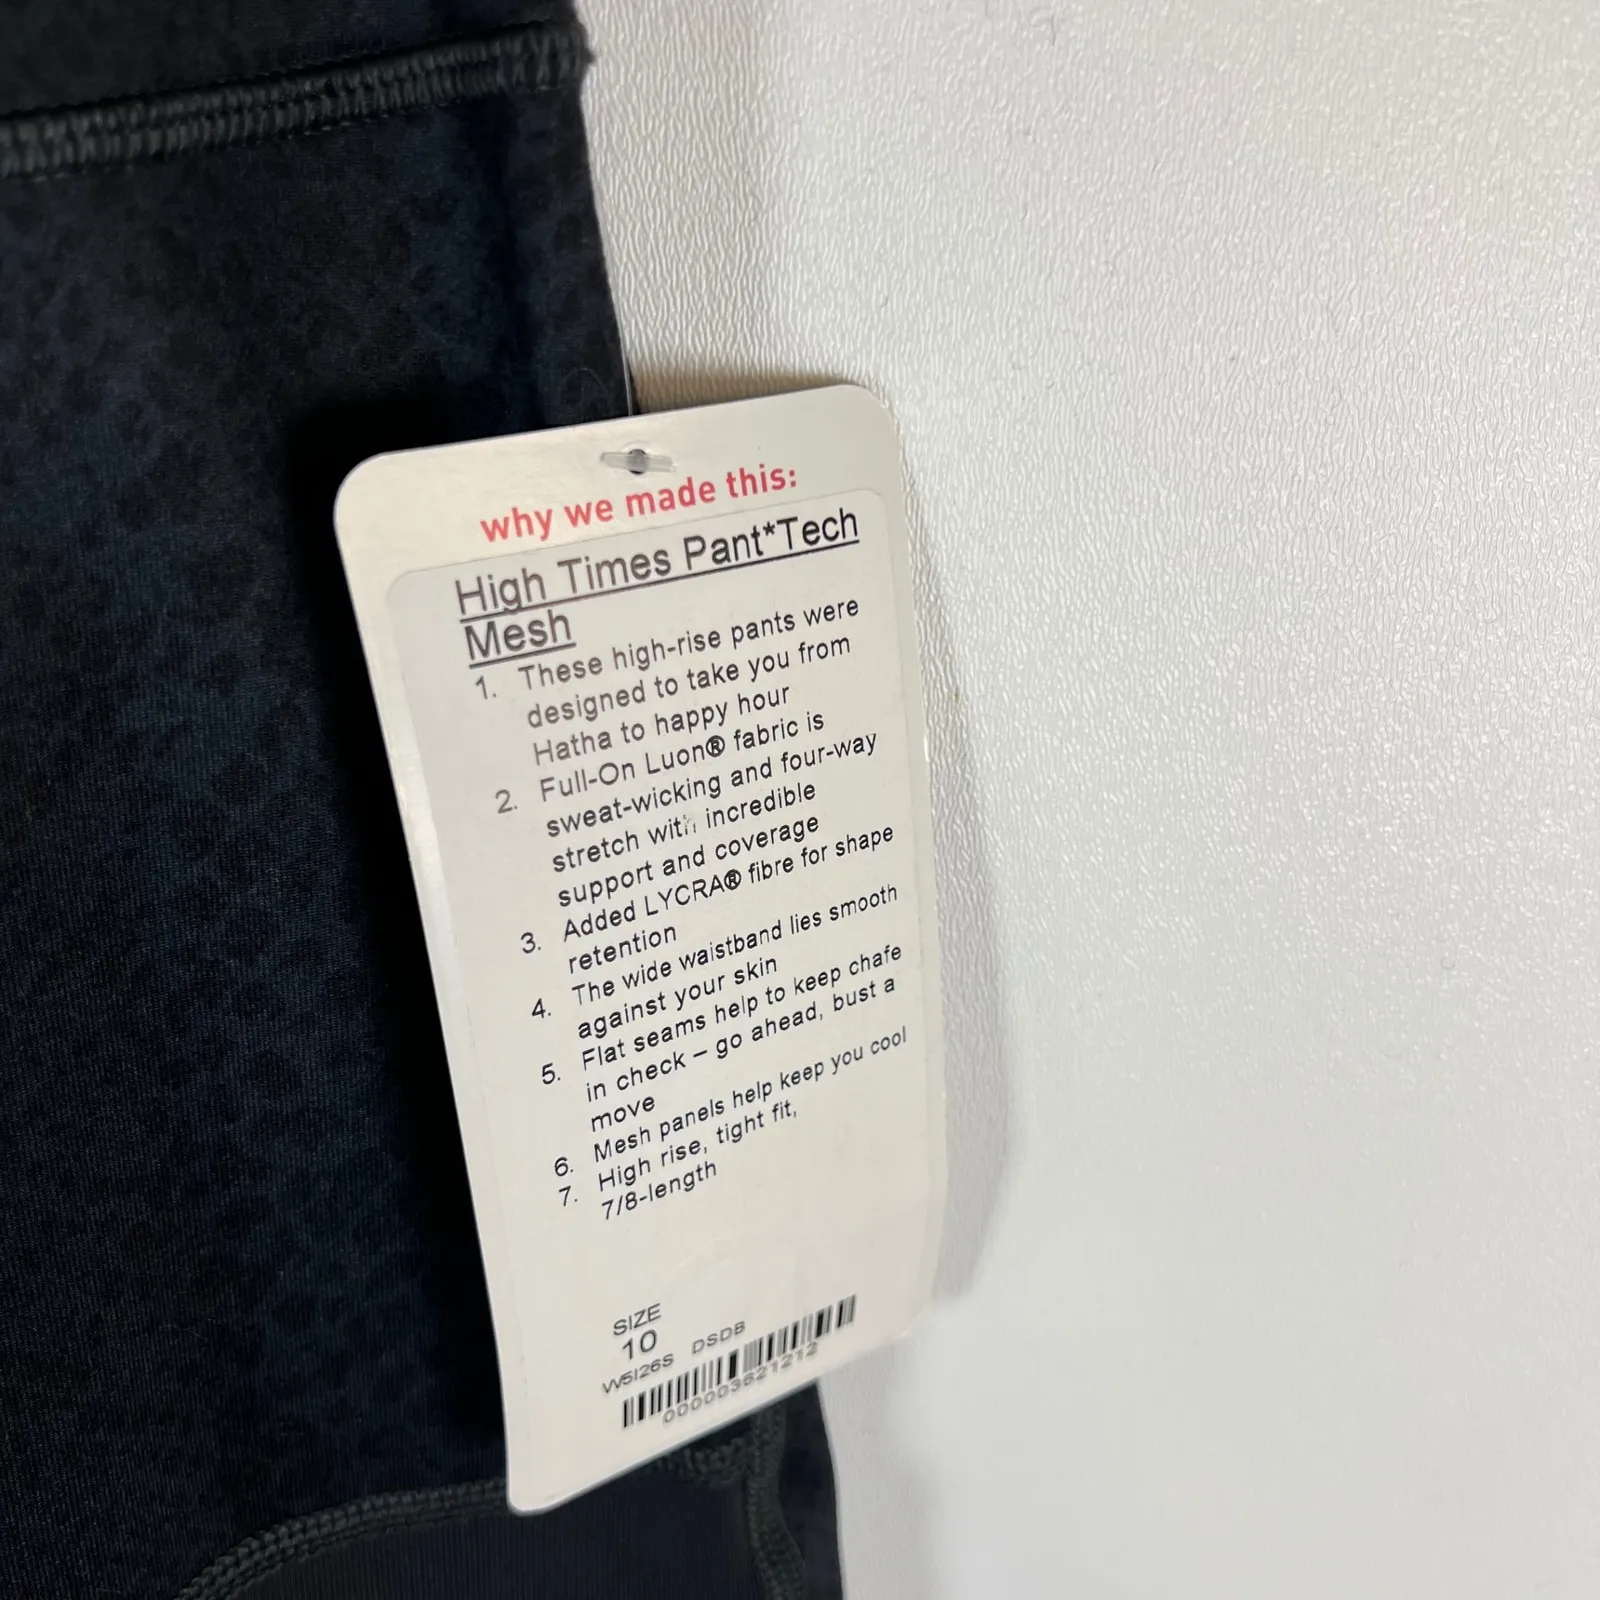 why we made this:
High Times Pant*Tech
Mesh
1. These high-rise pants were
designed to take you from
Hatha to happy hour
2. Full-On Luon® fabric is
sweat-wicking and four-way
stretch with incredible
support and coverage
3. Added LYCRA® fibre for shape
retention
4. The wide waistband lies smooth
against your skin
5. Flat seams help to keep chafe
in check – go ahead, bust a
move
6. Mesh panels help keep you cool
7. High rise, tight fit,
7/8-length
SIZE
10
W5I26S DSDB
000003621212